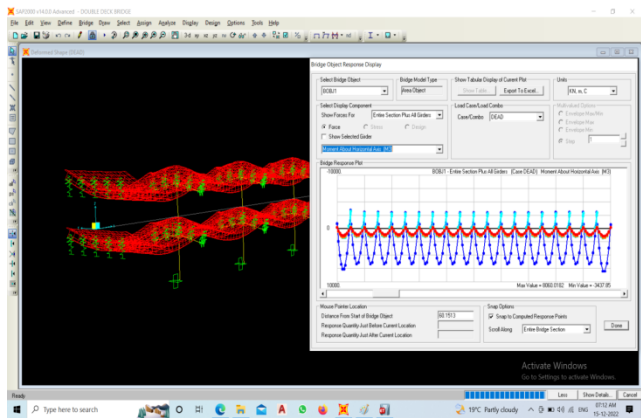 SAP2000 v14.0.0 Advanced - DOUBLE DECK BRIDGE
File Edit View Define Bridge Draw Select Assign Analyze Display Design Options Tools Help
Deformed Shape (DEAD)
Bridge Object Response Display
Select Bridge Object
BOBJ1
Bridge Model Type
Area Object
Show Tabular Display of Current Plot
Show Table...
Export To Excel...
Units
KN, m, C
Select Display Component
Show Forces For
Entire Section Plus All Girders
Force
Stress
Design
Show Selected Girder
Moment About Horizontal Axis (M3)
Load Case/Load Combo
Case/Combo
DEAD
Multi-valued Options
Envelope Max/Min
Envelope Max
Envelope Min
Step
1
Bridge Response Plot
-10000
BOBJ1 - Entire Section Plus All Girders (Case DEAD) Moment About Horizontal Axis (M3)
0
10000
Min Value = -3437.85
Mouse Pointer Location
Distance From Start of Bridge Object
68.1513
Response Quantity Just Before Current Location
Response Quantity Just After Current Location
Snap Options
Snap to Computed Response Points
Scroll Along
Entire Bridge Section
Done
Activate Windows
Go to Settings to activate Windows.
Ready
Less
Show Details...
Cancel
Type here to search
19°C Partly cloudy
ENG
07:12 AM
15-12-2022